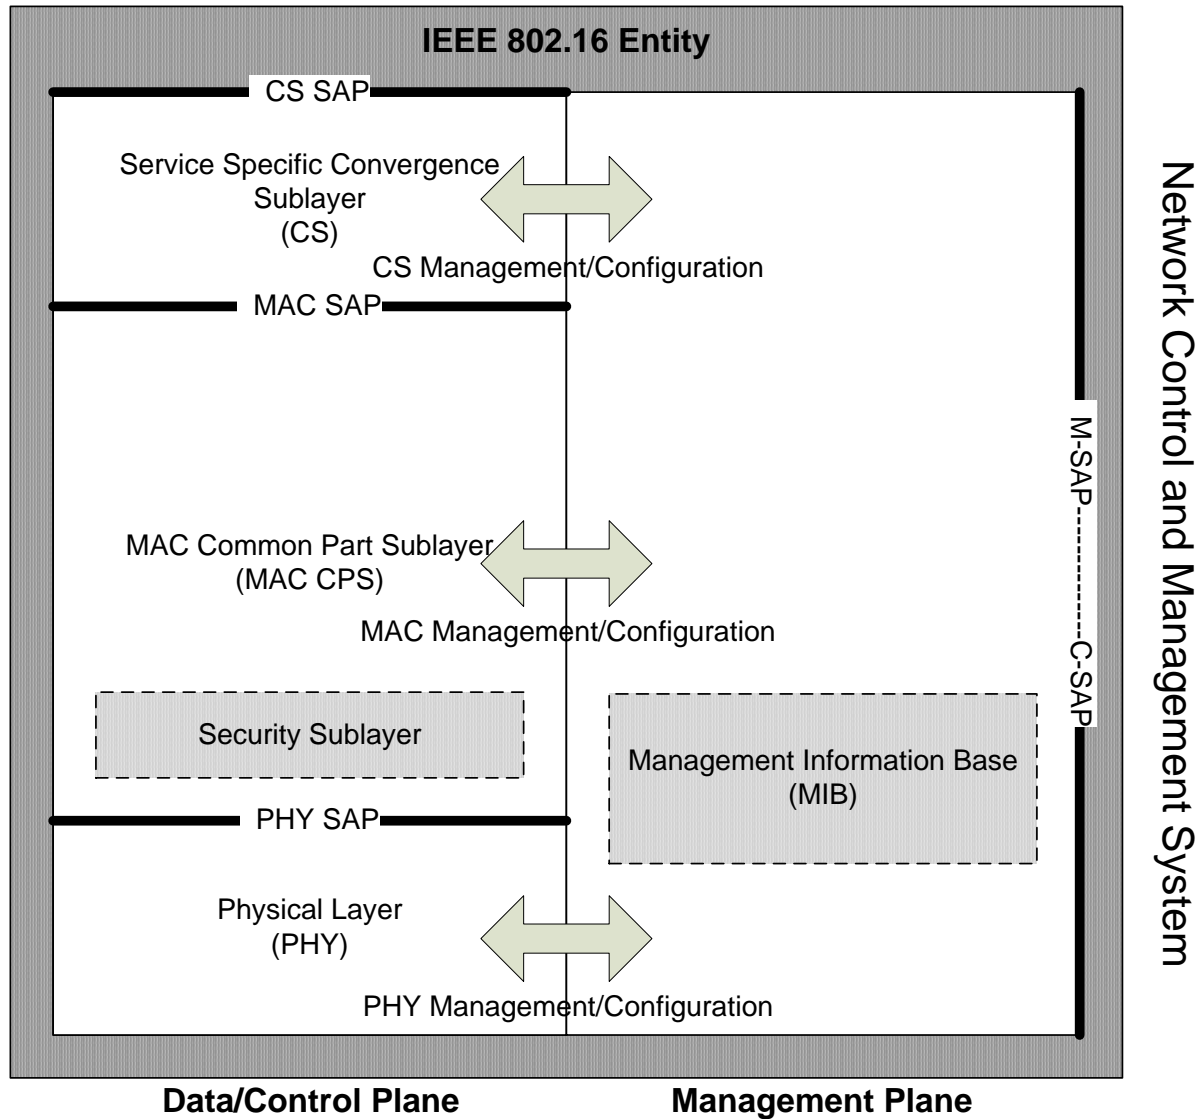 IEEE 802.16 Entity
CS SAP
Service Specific Convergence
Sublayer
(CS)
CS Management/Configuration
MAC SAP
MAC Common Part Sublayer
(MAC CPS)
MAC Management/Configuration
Security Sublayer
Management Information Base
(MIB)
PHY SAP
Physical Layer
(PHY)
PHY Management/Configuration
M-SAP----------------C-SAP
Network Control and Management System
Data/Control Plane
Management Plane